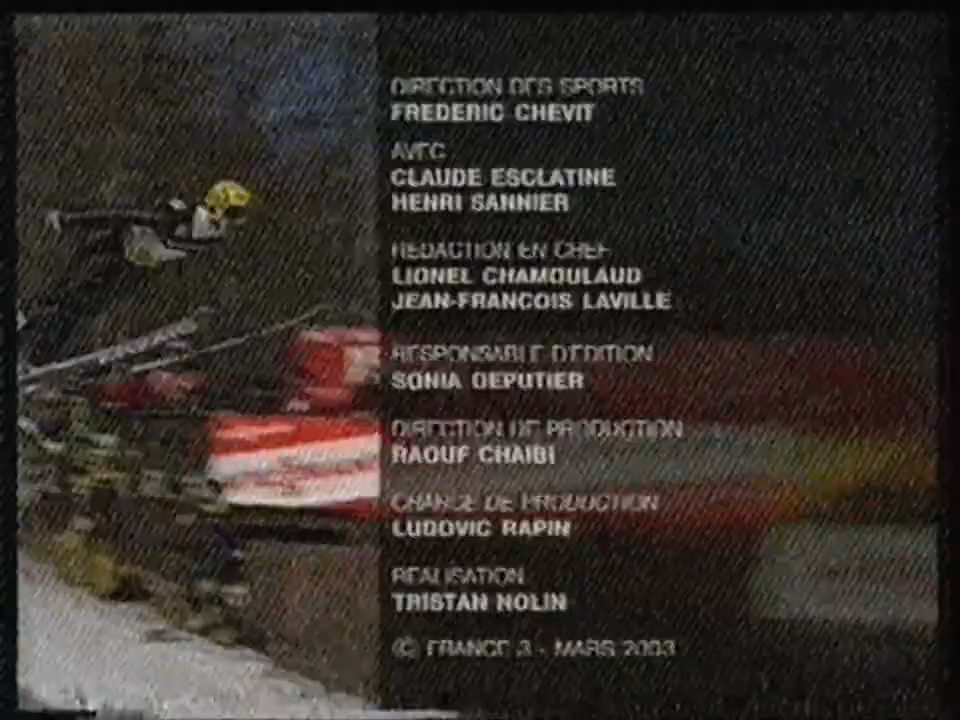 DIRECTION DES SPORTS
FREDERIC CHEVIT
AVEC
CLAUDE ESCLATINE
HENRI SANNIER
REDACTION EN CHEF
LIONEL CHAMOULAUD
JEAN-FRANCOIS LAVILLE
RESPONSABLE D'EDITION
SONIA DEPUTIER
DIRECTION DE PRODUCTION
RAOUF CHAIBI
CHARGE DE PRODUCTION
LUDOVIC RAPIN
REALISATION
TRISTAN NOLIN
© FRANCE 3 - MARS 2003